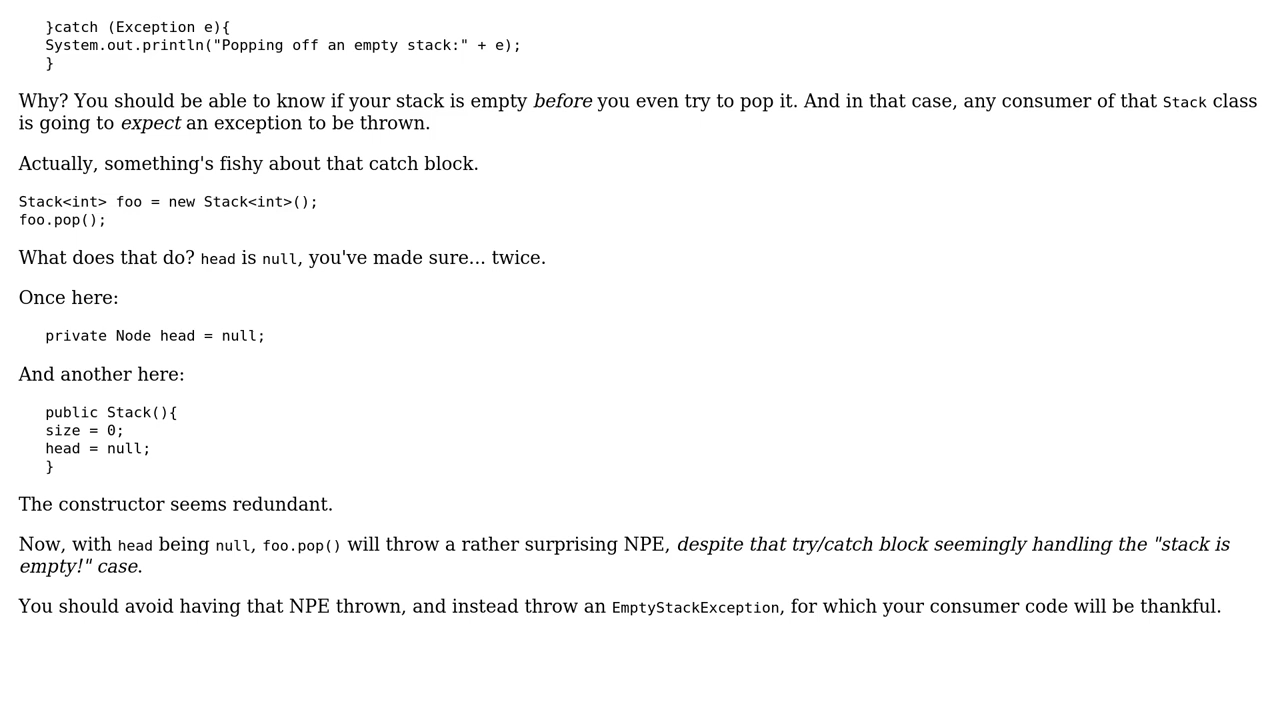 }catch (Exception e){
System.out.println("Popping off an empty stack:" + e);
}
Why? You should be able to know if your stack is empty before you even try to pop it. And in that case, any consumer of that Stack class
is going to expect an exception to be thrown.
Actually, something's fishy about that catch block.
Stack<int> foo = new Stack<int>();
foo.pop();
What does that do? head is null, you've made sure... twice.
Once here:
private Node head = null;
And another here:
public Stack(){
size = 0;
head = null;
}
The constructor seems redundant.
Now, with head being null, foo.pop() will throw a rather surprising NPE, despite that try/catch block seemingly handling the "stack is
empty!" case.
You should avoid having that NPE thrown, and instead throw an EmptyStackException, for which your consumer code will be thankful.